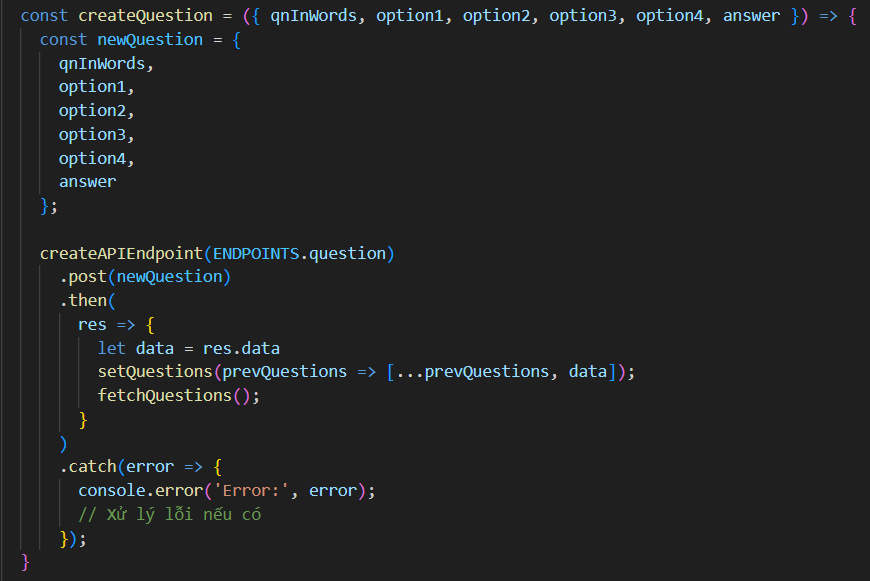 const createQuestion = ({ qnInWords, option1, option2, option3, option4, answer }) => {
const newQuestion = {
qnInWords,
option1,
option2,
option3,
option4,
answer
};
createAPIEndpoint(ENDPOINTS.question)
.post(newQuestion)
.then(
res => {
let data = res.data
setQuestions(prevQuestions => [...prevQuestions, data]);
fetchQuestions();
}
)
.catch(error => {
console.error('Error:', error);
// Xử lý lỗi nếu có
});
}